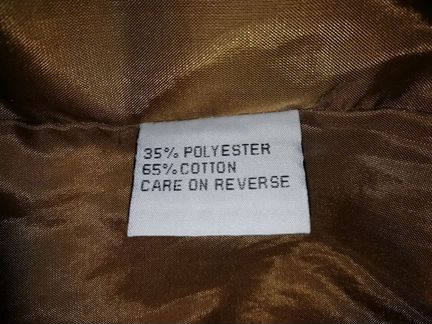 35% POLYESTER
65% COTTON
CARE ON REVERSE